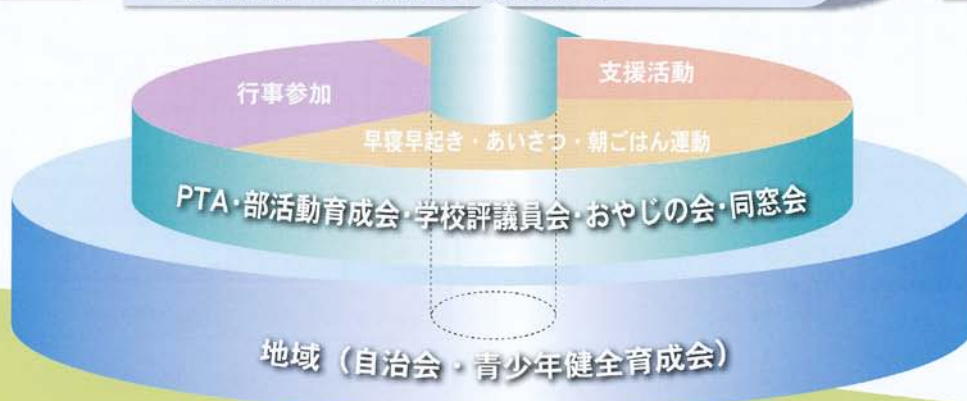 行事参加
支援活動
早寝早起き・あいさつ・朝ごはん運動
PTA・部活動育成会・学校評議員会・おやじの会・同窓会
地域（自治会・青少年健全育成会）